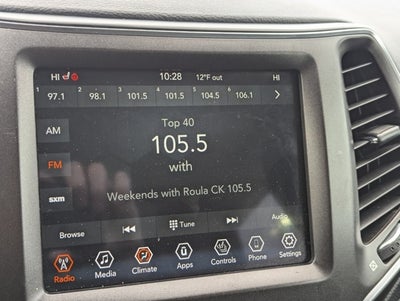 HI 10:28 12°F out HI
1 97.1 2 98.1 3 101.5 4 101.5 5 104.5 6 106.1
AM
FM
sxm
Top 40
105.5
with
Weekends with Roula CK 105.5
Browse Tune Audio
Radio Media Climate Apps Controls Phone Settings